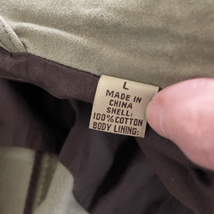 L
MADE IN
CHINA
SHELL:
100% COTTON
BODY LINING: